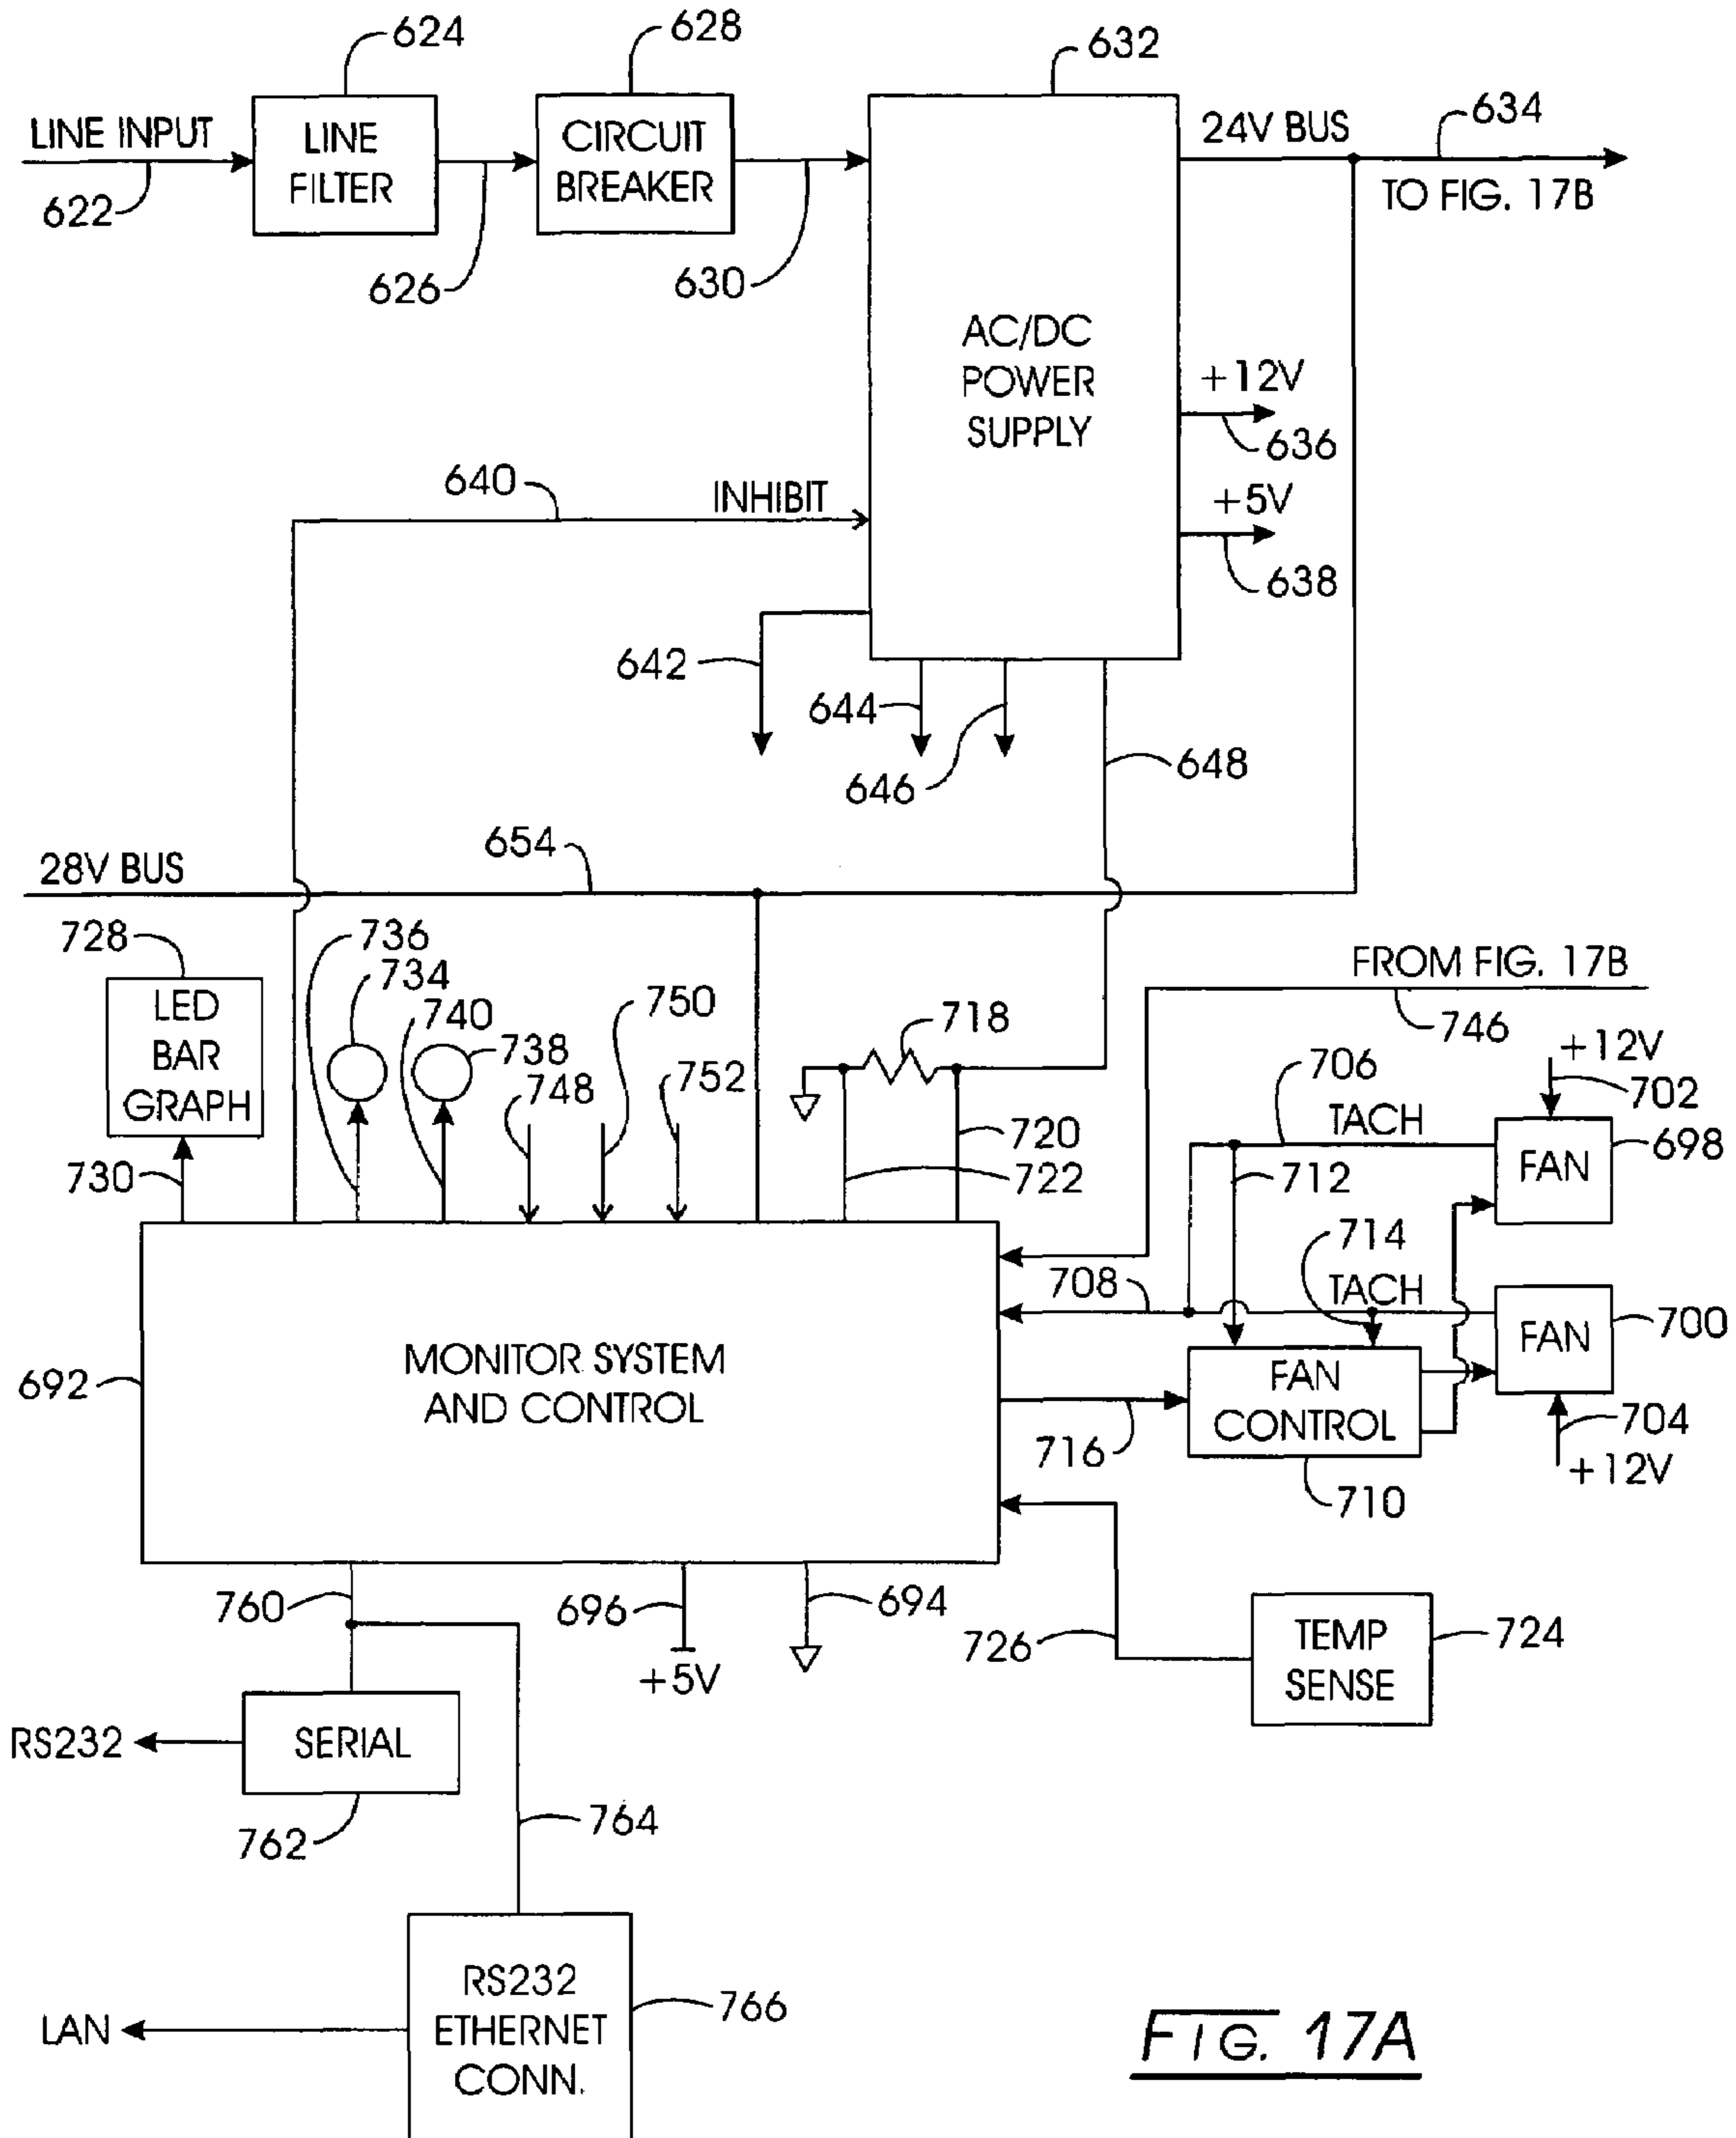 624
628
632
LINE INPUT
LINE
FILTER
CIRCUIT
BREAKER
24V BUS
634
622
626
630
TO FIG. 17B
AC/DC
POWER
SUPPLY
+12V
636
640
INHIBIT
+5V
638
642
644
646
648
28V BUS
654
728
736
734
LED
BAR
GRAPH
740
738
748
750
752
718
FROM FIG. 17B
746
+12V
702
706
TACH
698
FAN
730
720
722
712
714
708
TACH
700
FAN
692
MONITOR SYSTEM
AND CONTROL
FAN
CONTROL
716
710
704
+12V
760
696
694
+5V
726
TEMP
SENSE
724
RS232
SERIAL
762
764
RS232
ETHERNET
CONN.
766
LAN
FIG. 17A